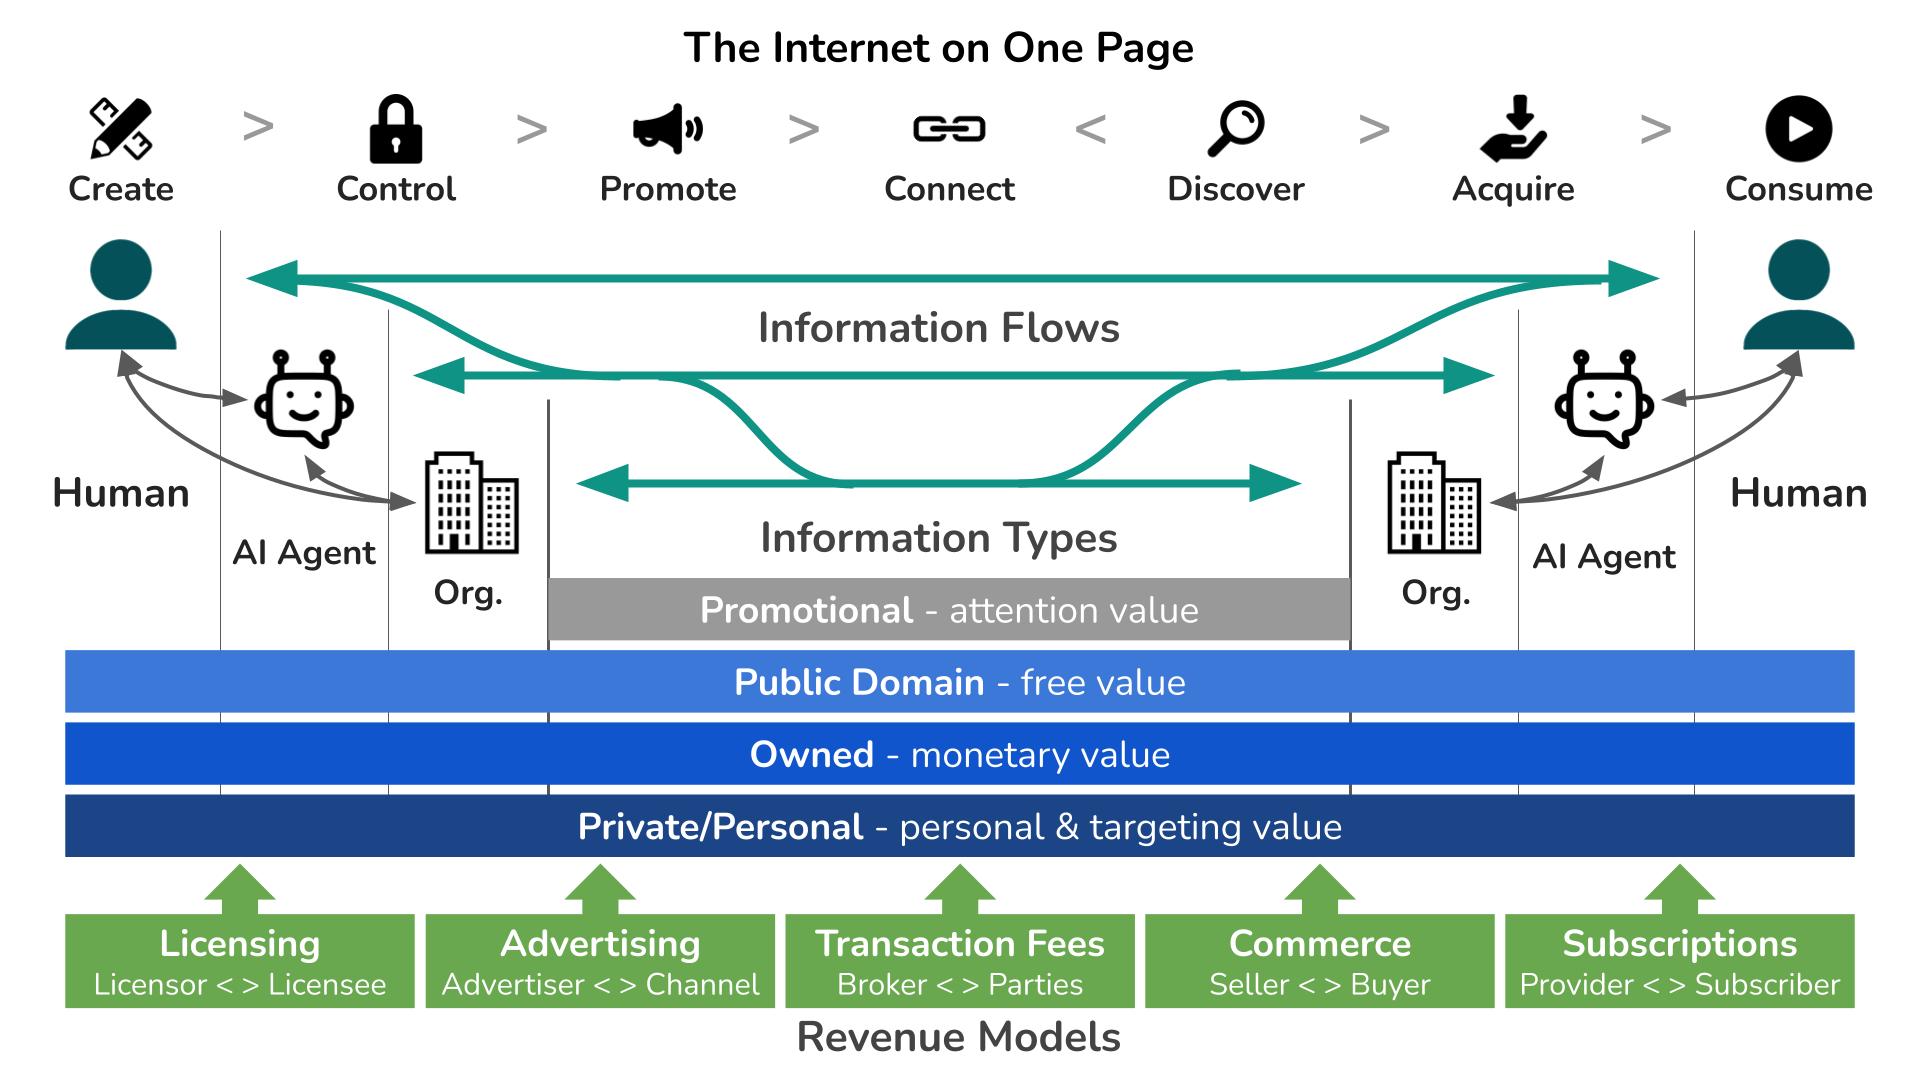 The Internet on One Page
> > > < > >
Create Control Promote Connect Discover Acquire Consume
Information Flows
Human Human
AI Agent AI Agent
Org. Org.
Information Types
Promotional - attention value
Public Domain - free value
Owned - monetary value
Private/Personal - personal & targeting value
Licensing Advertising Transaction Fees Commerce Subscriptions
Licensor < > Licensee Advertiser < > Channel Broker < > Parties Seller < > Buyer Provider < > Subscriber
Revenue Models